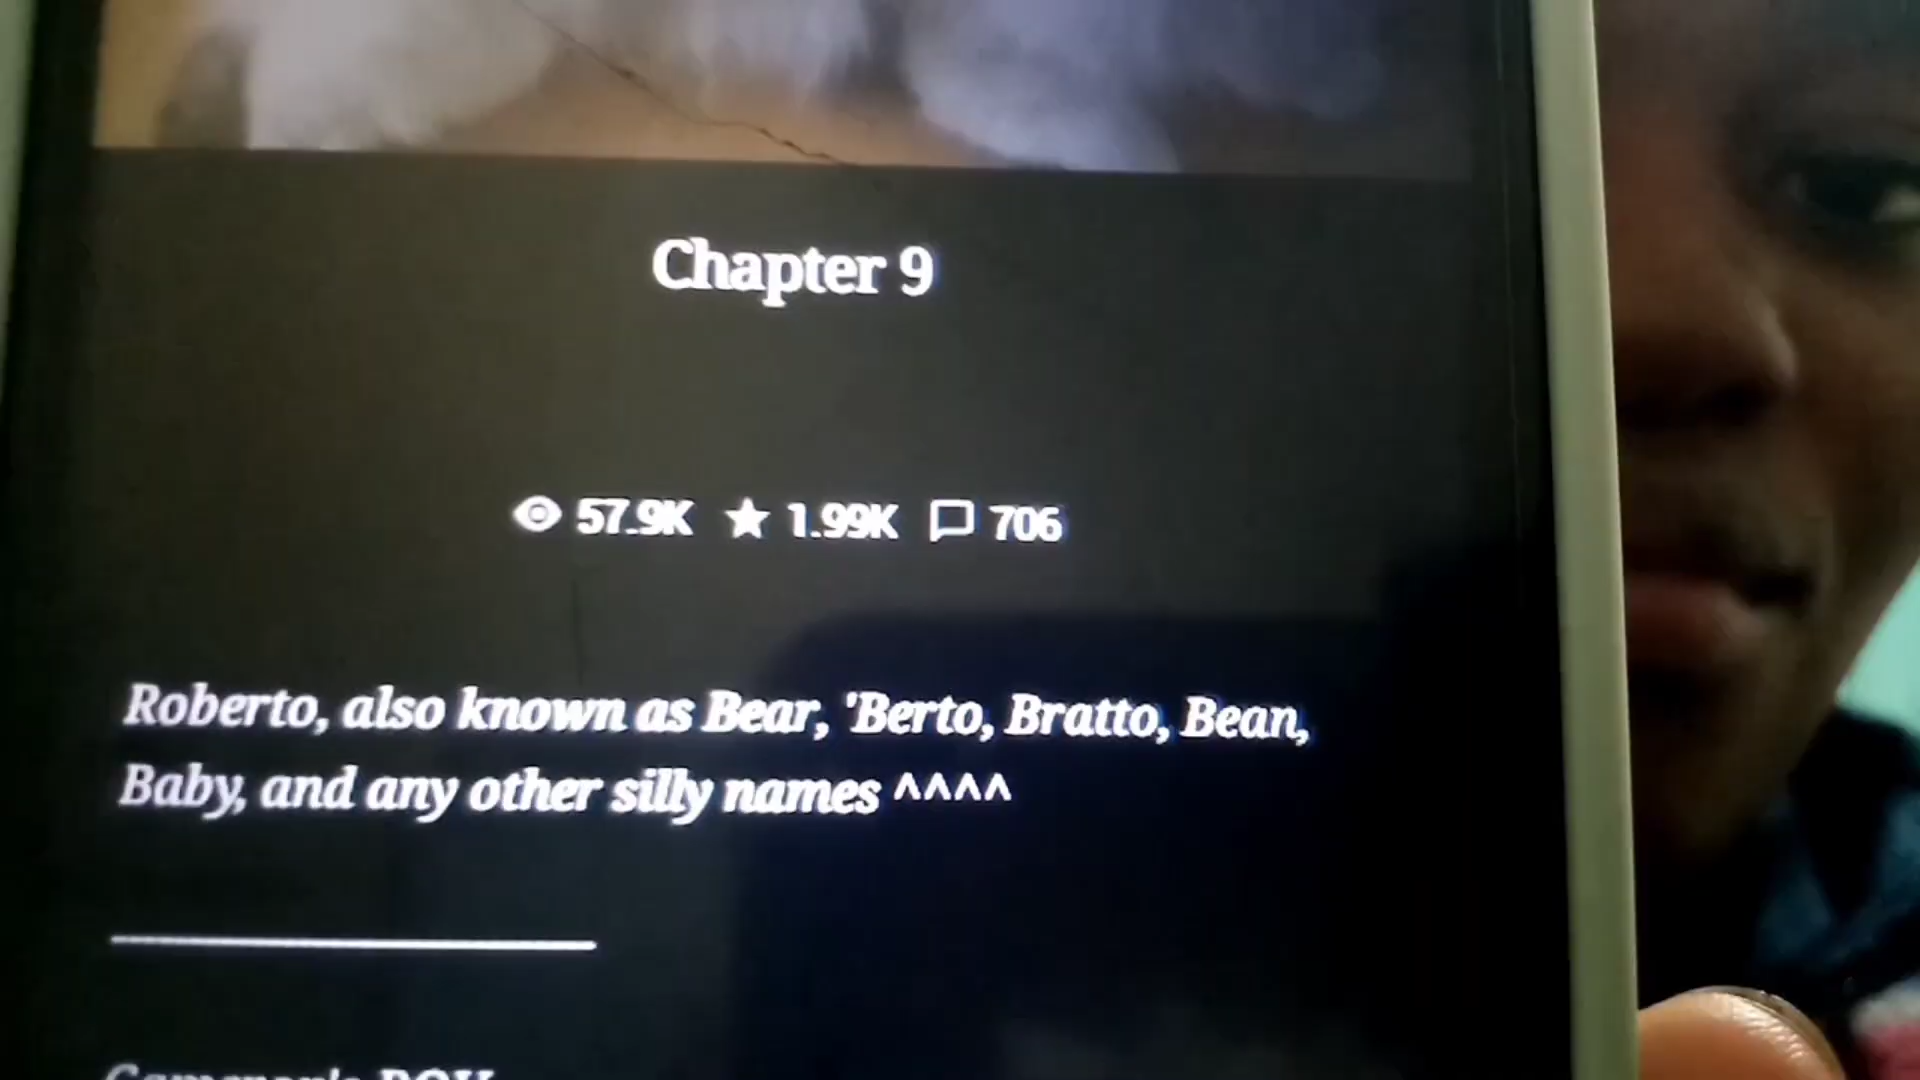 Chapter 9
57.9K 1.99K 706
Roberto, also known as Bear, 'Berto, Bratto, Bean,
Baby, and any other silly names ^^^^
POV